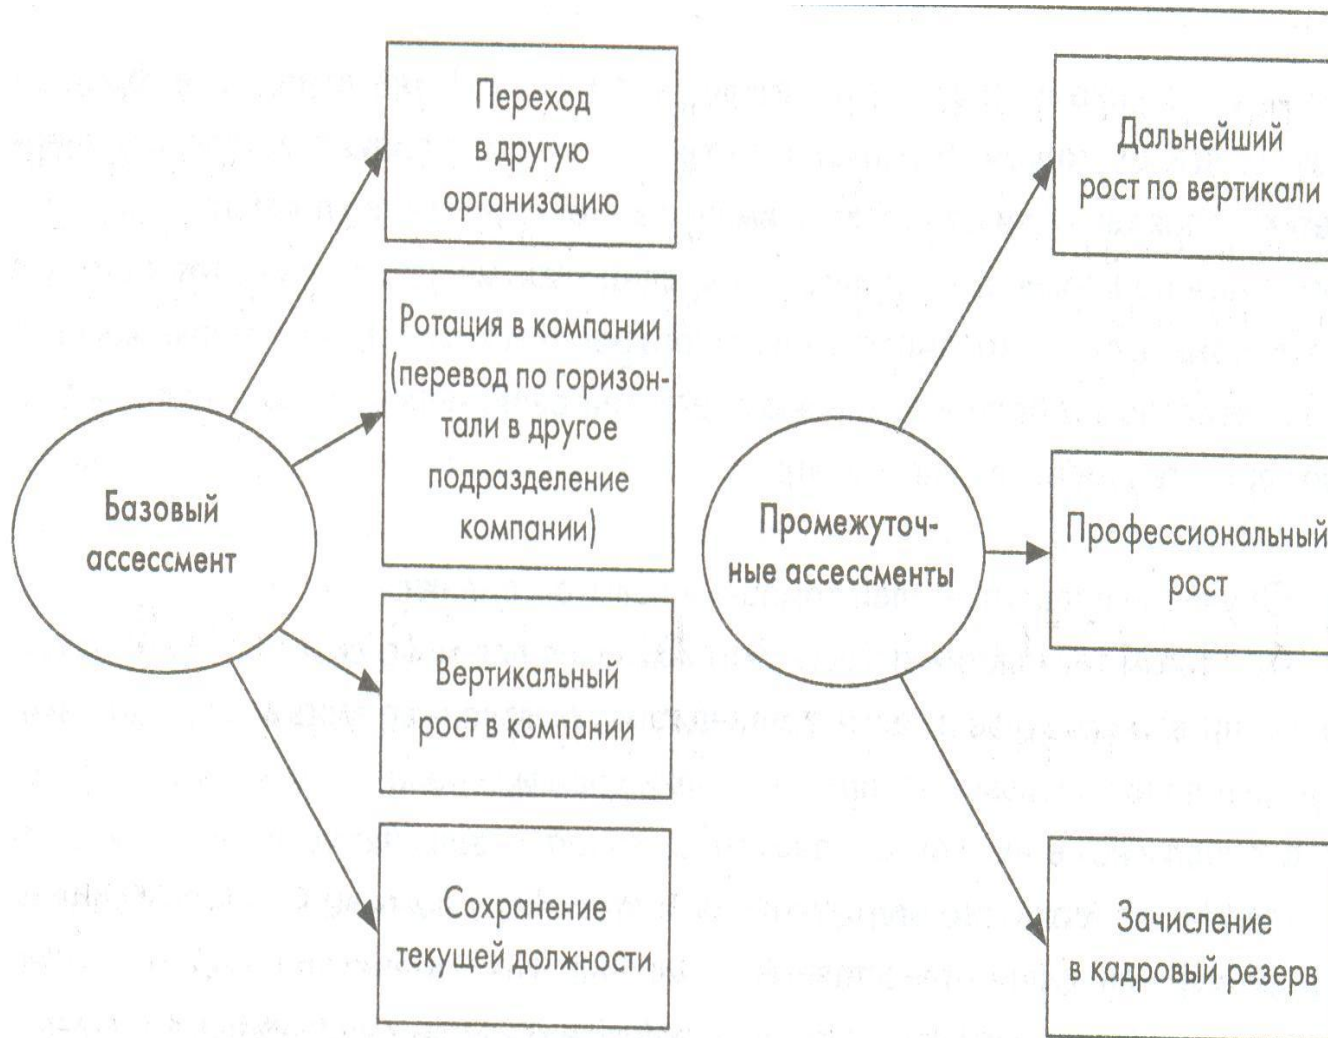 Переход
в другую
организацию
Ротация в компании
(перевод по горизон-
тали в другое
подразделение
компании)
Базовый
ассессмент
Вертикальный
рост в компании
Сохранение
текущей должности
Дальнейший
рост по вертикали
Промежуточ-
ные ассессменты
Профессиональный
рост
Зачисление
в кадровый резерв